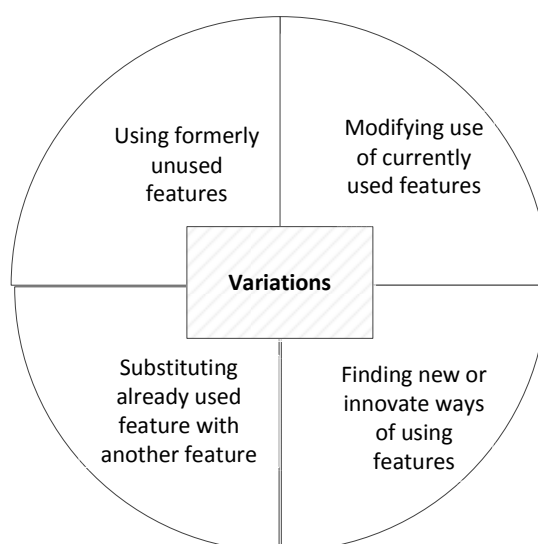 Using formerly
unused
features
Modifying use
of currently
used features
Variations
Substituting
already used
feature with
another feature
Finding new or
innovate ways
of using
features